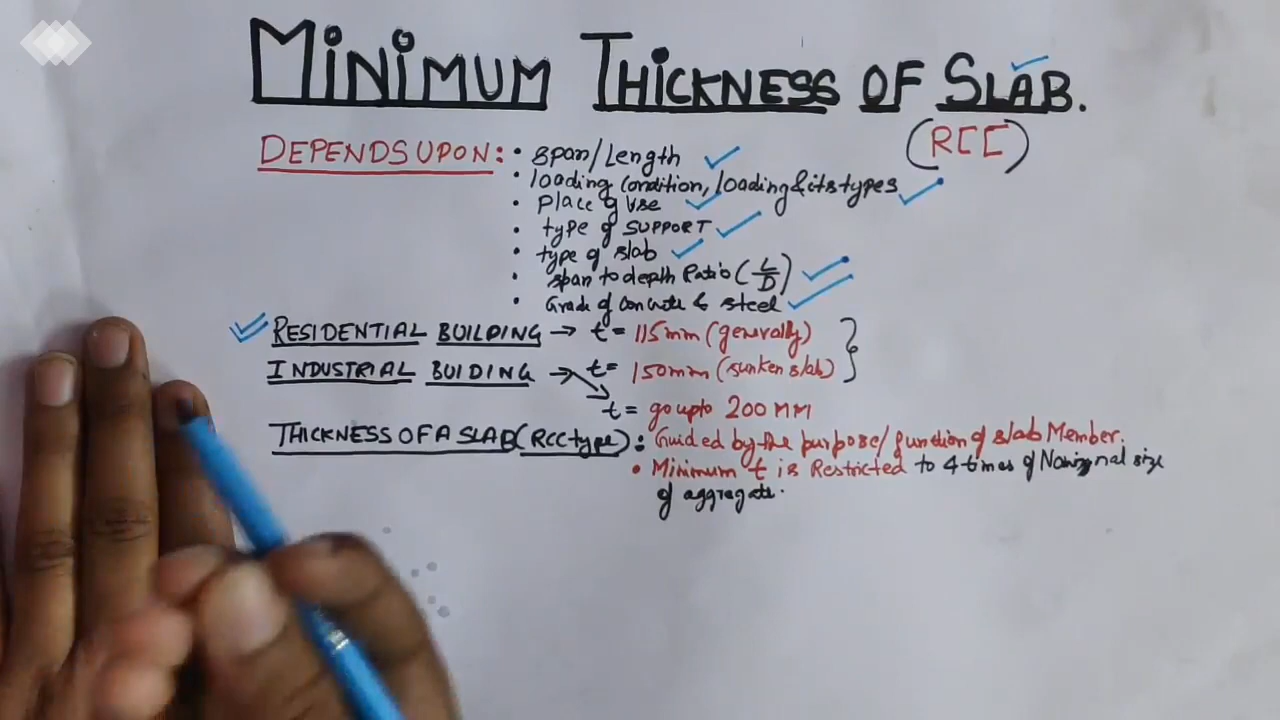 MINIMUM THICKNESS OF SLAB.
(RCC)
DEPENDS UPON: • span/Length
• loading condition, loading & its types
• place of use
• type of SUPPORT
• type of slab
• span to depth Ratio (L/D)
• Grade of concrete & steel
RESIDENTIAL BUILDING → t = 115mm (generally)
INDUSTRIAL BUIDING → t= 150mm (sunken slab)
t = go upto 200 MM
THICKNESS OF A SLAB (RCC type) : Guided by the purpose/function of slab Member.
• Minimum t is Restricted to 4 times of Nominal size
of aggregate.